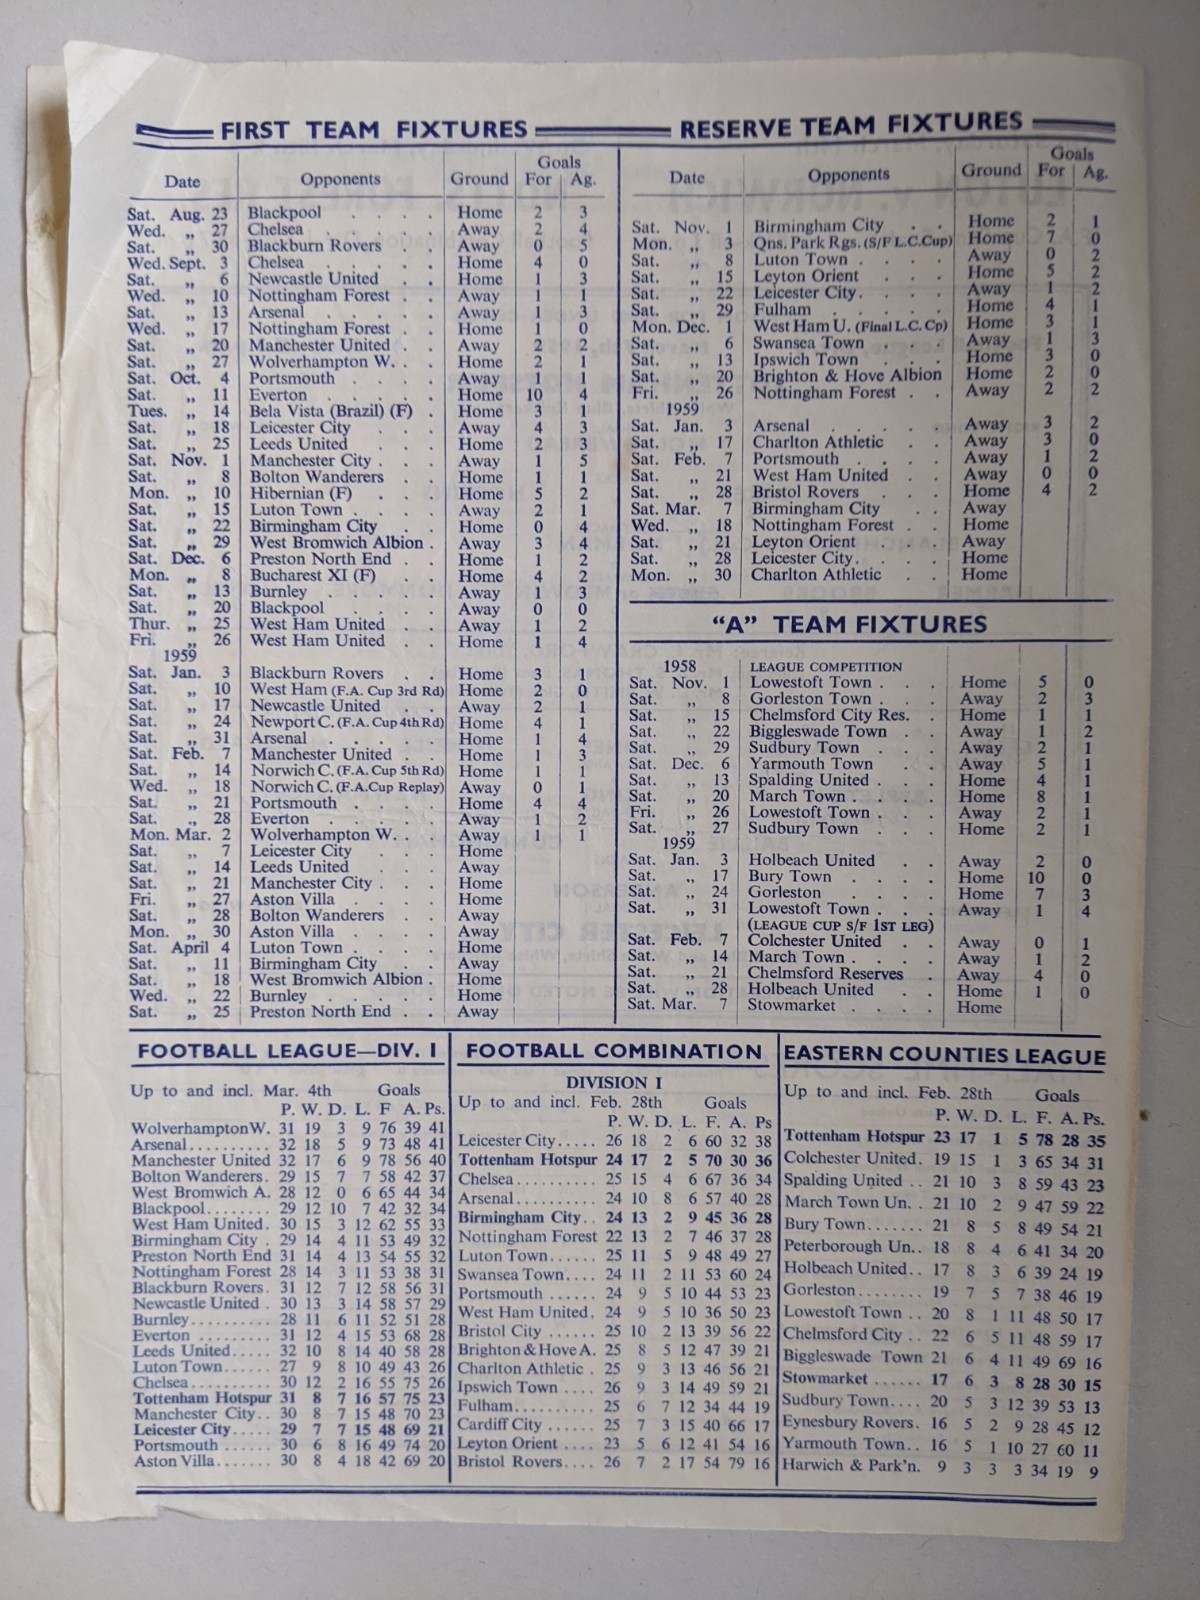 FIRST TEAM FIXTURES
Date Opponents Ground Goals For Ag.
Sat. Aug. 23 Blackpool . . . . Home 2 3
Wed. „ 27 Chelsea . . . . . Away 2 4
Sat. „ 30 Blackburn Rovers . . Away 0 5
Wed. Sept. 3 Chelsea . . . . . Home 4 0
Sat. „ 6 Newcastle United . . Home 1 3
Wed. „ 10 Nottingham Forest . . Away 1 1
Sat. „ 13 Arsenal . . . . . Away 1 3
Wed. „ 17 Nottingham Forest . . Home 1 0
Sat. „ 20 Manchester United . . Away 2 2
Sat. „ 27 Wolverhampton W. . . Home 2 1
Sat. Oct. 4 Portsmouth . . . . Away 1 1
Sat. „ 11 Everton . . . . . Home 10 4
Tues. „ 14 Bela Vista (Brazil) (F) . Home 3 1
Sat. „ 18 Leicester City . . . Away 4 3
Sat. „ 25 Leeds United . . . Home 2 3
Sat. Nov. 1 Manchester City . . . Away 1 5
Sat. „ 8 Bolton Wanderers . . Home 1 1
Mon. „ 10 Hibernian (F) . . . Home 5 2
Sat. „ 15 Luton Town . . . . Away 2 1
Sat. „ 22 Birmingham City . . Home 0 4
Sat. „ 29 West Bromwich Albion . Away 3 4
Sat. Dec. 6 Preston North End . . Home 1 2
Mon. „ 8 Bucharest XI (F) . . Home 4 2
Sat. „ 13 Burnley . . . . . Away 1 3
Sat. „ 20 Blackpool . . . . Away 0 0
Thur. „ 25 West Ham United . . Away 1 2
Fri. „ 26 West Ham United . . Home 1 4
1959
Sat. Jan. 3 Blackburn Rovers . . Home 3 1
Sat. „ 10 West Ham (F.A. Cup 3rd Rd) Home 2 0
Sat. „ 17 Newcastle United . . Away 2 1
Sat. „ 24 Newport C. (F.A. Cup 4th Rd) Home 4 1
Sat. „ 31 Arsenal . . . . . Home 1 4
Sat. Feb. 7 Manchester United . . Home 1 3
Sat. „ 14 Norwich C. (F.A. Cup 5th Rd) Home 1 1
Wed. „ 18 Norwich C. (F.A.Cup Replay) Away 0 1
Sat. „ 21 Portsmouth . . . . Home 4 4
Sat. „ 28 Everton . . . . . Away 1 2
Mon. Mar. 2 Wolverhampton W. . . Away 1 1
Sat. „ 7 Leicester City . . . Home
Sat. „ 14 Leeds United . . . Away
Sat. „ 21 Manchester City . . . Home
Fri. „ 27 Aston Villa . . . . Home
Sat. „ 28 Bolton Wanderers . . Away
Mon. „ 30 Aston Villa . . . . Away
Sat. April 4 Luton Town . . . . Home
Sat. „ 11 Birmingham City . . Away
Sat. „ 18 West Bromwich Albion . Home
Wed. „ 22 Burnley . . . . . Home
Sat. „ 25 Preston North End . . Away
RESERVE TEAM FIXTURES
Date Opponents Ground Goals For Ag.
Sat. Nov. 1 Birmingham City . . Home 2 1
Mon. „ 3 Qns. Park Rgs. (S/F L.C.Cup) Home 7 0
Sat. „ 8 Luton Town . . . . Away 0 2
Sat. „ 15 Leyton Orient . . . Home 5 2
Sat. „ 22 Leicester City. . . . Away 1 2
Sat. „ 29 Fulham . . . . . Home 4 1
Mon. Dec. 1 West Ham U. (Final L.C. Cp) Home 3 1
Sat. „ 6 Swansea Town . . . Away 1 3
Sat. „ 13 Ipswich Town . . . Home 3 0
Sat. „ 20 Brighton & Hove Albion Home 2 0
Fri. „ 26 Nottingham Forest . . Away 2 2
1959
Sat. Jan. 3 Arsenal . . . . . Away 3 2
Sat. „ 17 Charlton Athletic . . Away 3 0
Sat. Feb. 7 Portsmouth . . . . Away 1 2
Sat. „ 21 West Ham United . . Away 0 0
Sat. „ 28 Bristol Rovers . . . Home 4 2
Sat. Mar. 7 Birmingham City . . Away
Wed. „ 18 Nottingham Forest . . Home
Sat. „ 21 Leyton Orient . . . Away
Sat. „ 28 Leicester City. . . . Home
Mon. „ 30 Charlton Athletic . . Home
"A" TEAM FIXTURES
1958 LEAGUE COMPETITION
Sat. Nov. 1 Lowestoft Town . . . Home 5 0
Sat. „ 8 Gorleston Town . . . Away 2 3
Sat. „ 15 Chelmsford City Res. . Home 1 1
Sat. „ 22 Biggleswade Town . . Away 1 2
Sat. „ 29 Sudbury Town . . . Away 2 1
Sat. Dec. 6 Yarmouth Town . . Away 5 1
Sat. „ 13 Spalding United . . . Home 4 1
Sat. „ 20 March Town . . . . Home 8 1
Fri. „ 26 Lowestoft Town . . . Away 2 1
Sat. „ 27 Sudbury Town . . . Home 2 1
1959
Sat. Jan. 3 Holbeach United . . Away 2 0
Sat. „ 17 Bury Town . . . . Home 10 0
Sat. „ 24 Gorleston . . . . Home 7 3
Sat. „ 31 Lowestoft Town . . . Away 1 4
(LEAGUE CUP S/F 1ST LEG)
Sat. Feb. 7 Colchester United . . Away 0 1
Sat. „ 14 March Town . . . . Away 1 2
Sat. „ 21 Chelmsford Reserves . Away 4 0
Sat. „ 28 Holbeach United . . Home 1 0
Sat. Mar. 7 Stowmarket . . . . Home
FOOTBALL LEAGUE—DIV. I
Up to and incl. Mar. 4th Goals
P. W. D. L. F A. Ps.
Wolverhampton W. 31 19 3 9 76 39 41
Arsenal.......... 32 18 5 9 73 48 41
Manchester United 32 17 6 9 78 56 40
Bolton Wanderers. 29 15 7 7 58 42 37
West Bromwich A. 28 12 0 6 65 44 34
Blackpool........ 29 12 10 7 42 32 34
West Ham United. 30 15 3 12 62 55 33
Birmingham City . 29 14 4 11 53 49 32
Preston North End 31 14 4 13 54 55 32
Nottingham Forest 28 14 3 11 53 38 31
Blackburn Rovers. 31 12 7 12 58 56 31
Newcastle United . 30 13 3 14 58 57 29
Burnley.......... 28 11 6 11 52 51 28
Everton ......... 31 12 4 15 53 68 28
Leeds United..... 32 10 8 14 40 58 28
Luton Town...... 27 9 8 10 49 43 26
Chelsea.......... 30 12 2 16 55 75 26
Tottenham Hotspur 31 8 7 16 57 75 23
Manchester City.. 30 8 7 15 48 70 23
Leicester City..... 29 7 7 15 48 69 21
Portsmouth ...... 30 6 8 16 49 74 20
Aston Villa....... 30 8 4 18 42 69 20
FOOTBALL COMBINATION
DIVISION I
Up to and incl. Feb. 28th Goals
P. W. D. L. F. A. Ps
Leicester City..... 26 18 2 6 60 32 38
Tottenham Hotspur 24 17 2 5 70 30 36
Chelsea.......... 25 15 4 6 67 36 34
Arsenal.......... 24 10 8 6 57 40 28
Birmingham City.. 24 13 2 9 45 36 28
Nottingham Forest 22 13 2 7 46 37 28
Luton Town...... 25 11 5 9 48 49 27
Swansea Town.... 24 11 2 11 53 60 24
Portsmouth ...... 24 9 5 10 44 53 23
West Ham United. 24 9 5 10 36 50 23
Bristol City ...... 25 10 2 13 39 56 22
Brighton & Hove A. 25 8 5 12 47 39 21
Charlton Athletic . 25 9 3 13 46 56 21
Ipswich Town .... 26 9 3 14 49 59 21
Fulham.......... 25 6 7 12 34 44 19
Cardiff City ...... 25 7 3 15 40 66 17
Leyton Orient .... 23 5 6 12 41 54 16
Bristol Rovers.... 26 7 2 17 54 79 16
EASTERN COUNTIES LEAGUE
Up to and incl. Feb. 28th Goals
P. W. D. L. F. A. Ps.
Tottenham Hotspur 23 17 1 5 78 28 35
Colchester United. 19 15 1 3 65 34 31
Spalding United .. 21 10 3 8 59 43 23
March Town Un. . 21 10 2 9 47 59 22
Bury Town....... 21 8 5 8 49 54 21
Peterborough Un.. 18 8 4 6 41 34 20
Holbeach United.. 17 8 3 6 39 24 19
Gorleston........ 19 7 5 7 38 46 19
Lowestoft Town .. 20 8 1 11 48 50 17
Chelmsford City .. 22 6 5 11 48 59 17
Biggleswade Town 21 6 4 11 49 69 16
Stowmarket ...... 17 6 3 8 28 30 15
Sudbury Town.... 20 5 3 12 39 53 13
Eynesbury Rovers. 16 5 2 9 28 45 12
Yarmouth Town.. 16 5 1 10 27 60 11
Harwich & Park'n. 9 3 3 3 34 19 9